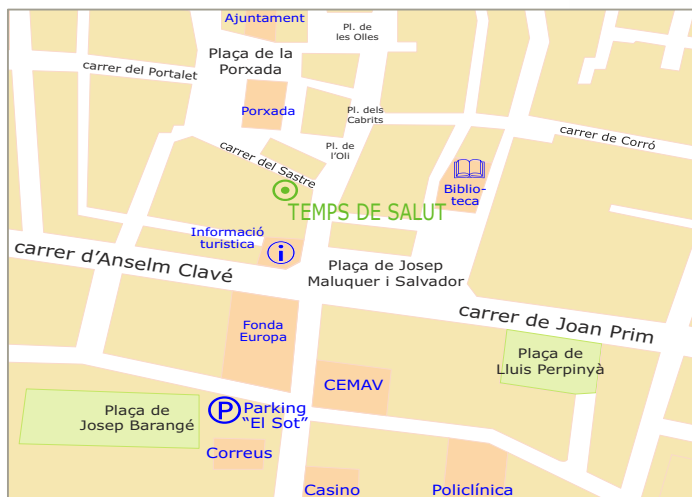 Ajuntament
Pl. de
les Olles
Plaça de la
Porxada
carrer del Portalet
Porxada
Pl. dels
Cabrits
carrer de Corró
Pl. de
l'Oli
carrer del Sastre
Biblio-
teca
TEMPS DE SALUT
Informació
turistica
i
carrer d'Anselm Clavé
Plaça de Josep
Maluquer i Salvador
carrer de Joan Prim
Fonda
Europa
Plaça de
Lluis Perpinyà
CEMAV
Plaça de
Josep Barangé
P
Parking
"El Sot"
Correus
Casino
Policlínica